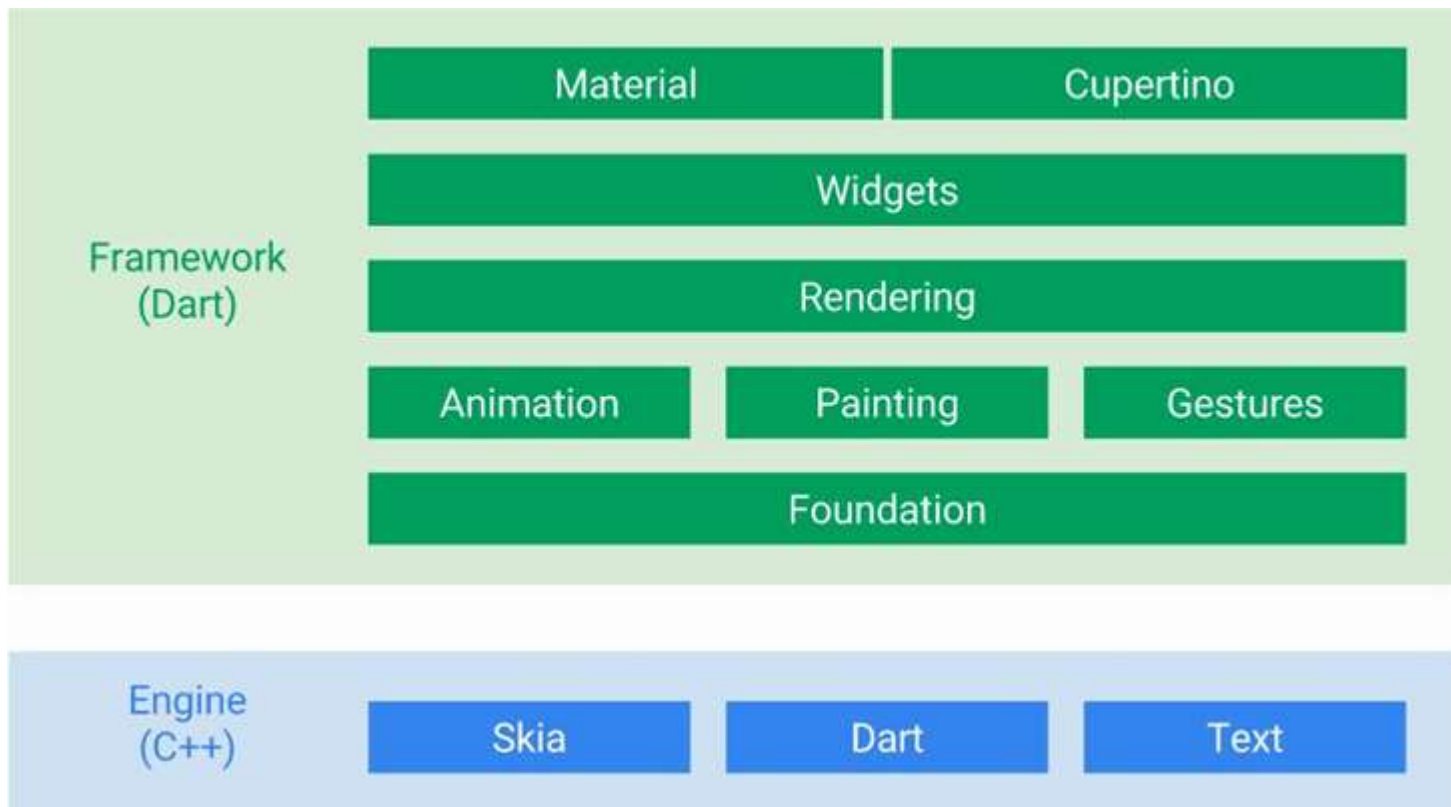 Material Cupertino
Widgets
Framework
(Dart)
Rendering
Animation Painting Gestures
Foundation
Engine
(C++)
Skia Dart Text